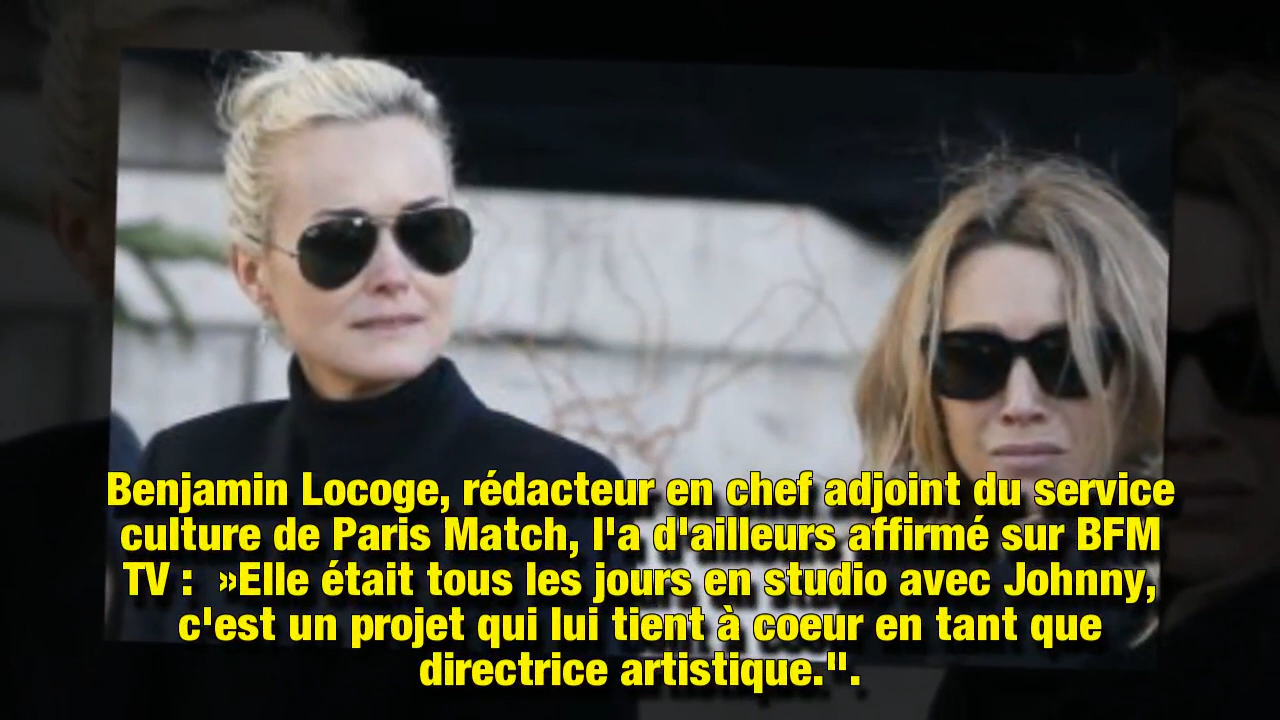 Benjamin Locoge, rédacteur en chef adjoint du service
culture de Paris Match, l'a d'ailleurs affirmé sur BFM
TV :  »Elle était tous les jours en studio avec Johnny,
c'est un projet qui lui tient à coeur en tant que
directrice artistique.".